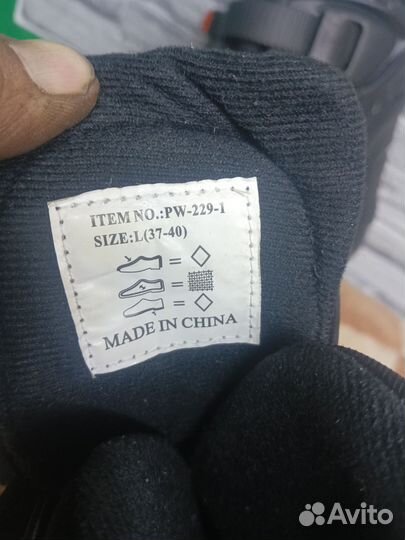 ITEM NO.:PW-229-1
SIZE:L(37-40)
=
=
=
MADE IN CHINA
Avito